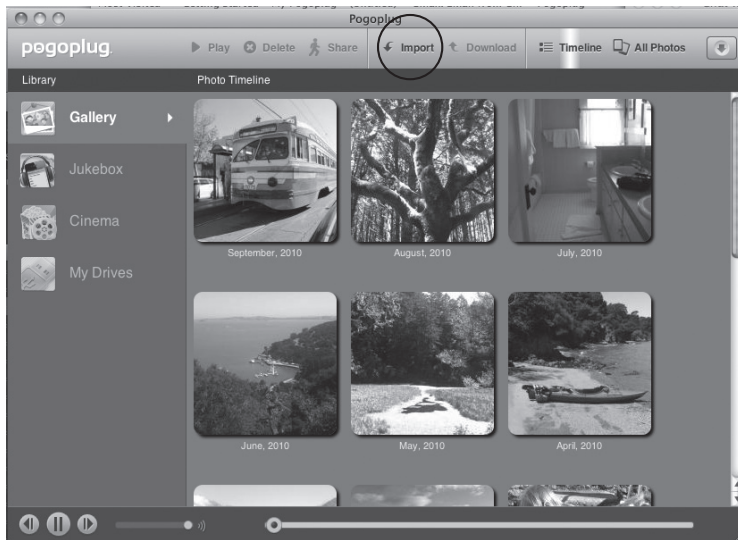 Pogoplug
pogoplug
Play Delete Share Import Download Timeline All Photos
Library Photo Timeline
Gallery
Jukebox
Cinema
My Drives
September, 2010 August, 2010 July, 2010
June, 2010 May, 2010 April, 2010